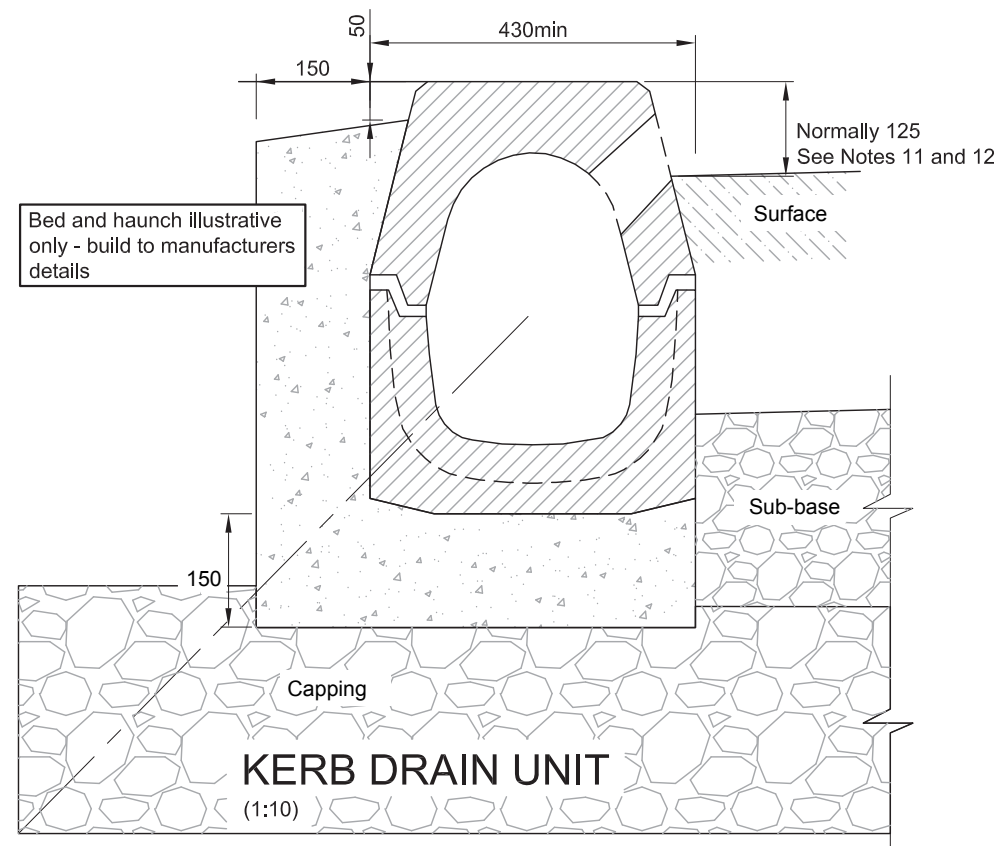 50
430min
150
Normally 125
See Notes 11 and 12
Surface
Bed and haunch illustrative
only - build to manufacturers
details
Sub-base
150
Capping
KERB DRAIN UNIT
(1:10)